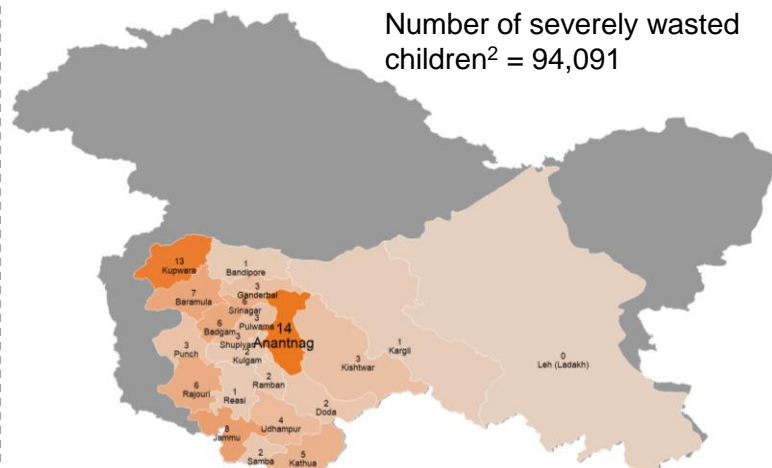 Number of severely wasted
children² = 94,091
13
Kupwara
1
Bandipore
7
Baramula
3
Ganderbal
6
Srinagar
6
Badgam
3
Pulwama
14
Anantnag
3
Shupiyan
2
Kulgam
3
Punch
3
Kishtwar
1
Kargil
0
Leh (Ladakh)
2
Ramban
6
Rajouri
1
Reasi
2
Doda
4
Udhampur
8
Jammu
2
Samba
5
Kathua